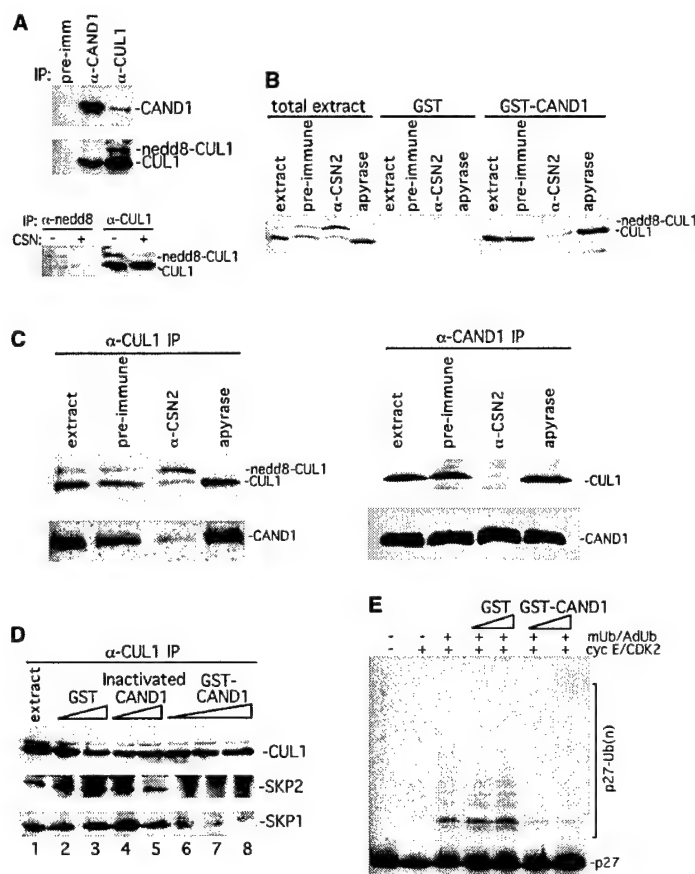 A
IP:
pre-imm
α-CAND1
α-CUL1
-CAND1
-nedd8-CUL1
-CUL1
IP: α-nedd8 α-CUL1
CSN: - + - +
-nedd8-CUL1
-CUL1
B
total extract GST GST-CAND1
extract
pre-immune
α-CSN2
apyrase
extract
pre-immune
α-CSN2
apyrase
extract
pre-immune
α-CSN2
apyrase
-nedd8-CUL1
-CUL1
C
α-CUL1 IP
extract
pre-immune
α-CSN2
apyrase
-nedd8-CUL1
-CUL1
-CAND1
α-CAND1 IP
extract
pre-immune
α-CSN2
apyrase
-CUL1
-CAND1
D
α-CUL1 IP
extract
GST
Inactivated CAND1
GST-CAND1
-CUL1
-SKP2
-SKP1
1 2 3 4 5 6 7 8
E
GST GST-CAND1
- - + + + + + mUb/AdUb
- + + + + + + cyc E/CDK2
p27-Ub(n)
-p27